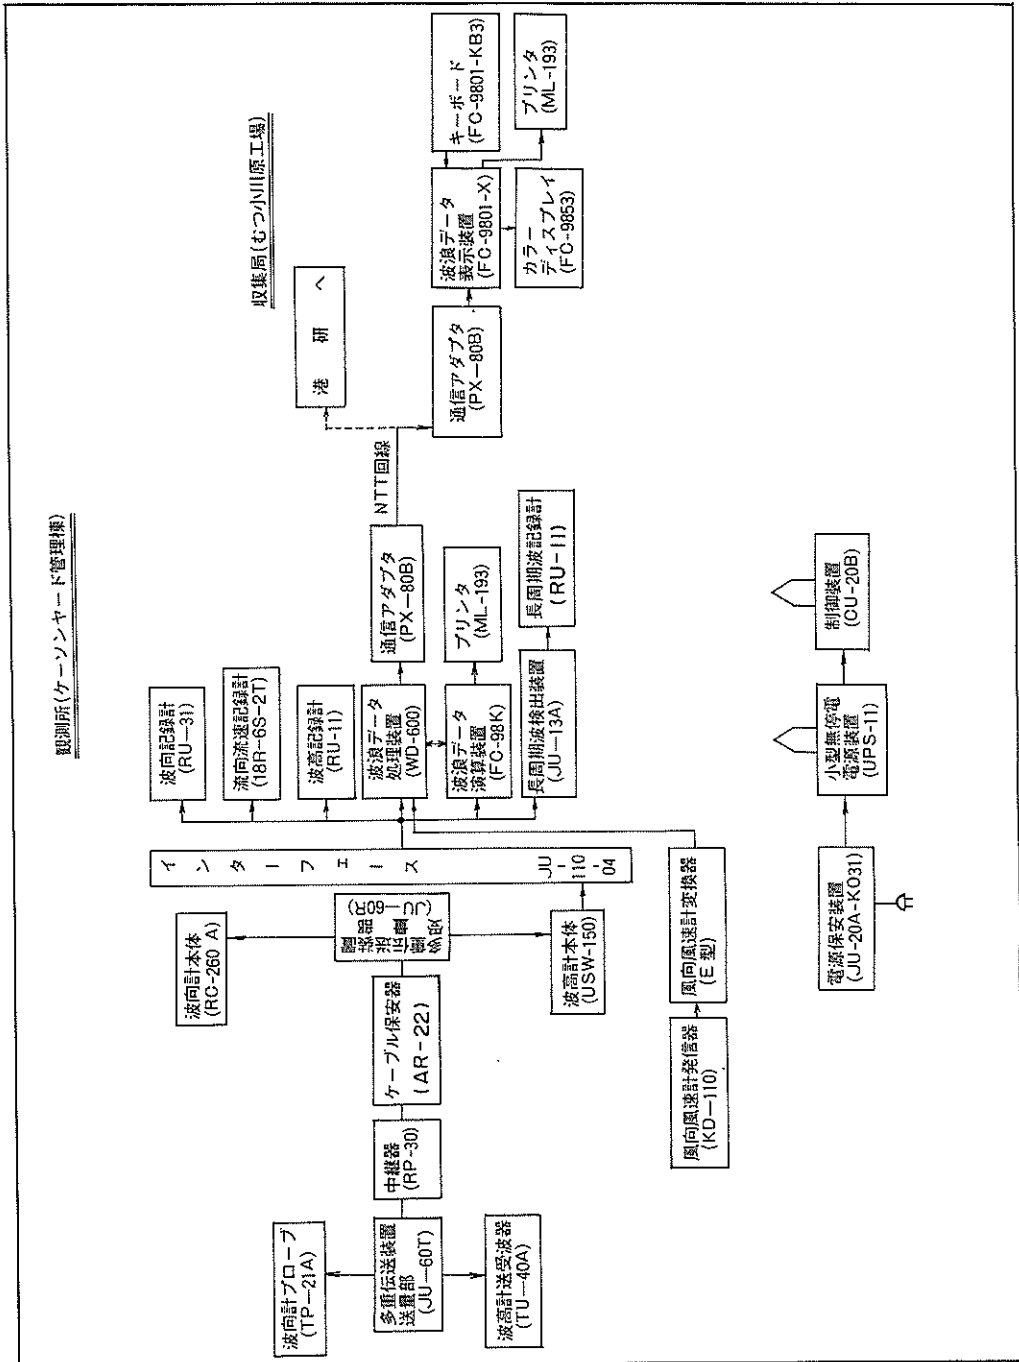 観測所(ケーソンヤード管理棟)
収集局(むつ小川原工場)
波向計プローブ
(TP—21A)
多重伝送装置
送量部
(JU—60T)
波高計送受波器
(TU—40A)
中継器
(RP-30)
ケーブル保安器
(AR-22)
波向計本体
(RC-260 A)
(JU—60R)
波高計本体
(USW-150)
インターフェース
JU-110-04
風向風速計発信器
(KD—110)
風向風速計変換器
(E 型)
波向記録計
(RU—31)
流向流速記録計
(18R-6S-2T)
波高記録計
(RU-11)
波浪データ
処理装置
(WD-600)
波浪データ
演算装置
(FC-98K)
長周期波検出装置
(JU—13A)
通信アダプタ
(PX—80B)
プリンタ
(ML-193)
長周期波記録計
(RU-11)
NTT回線
港 研 へ
通信アダプタ
(PX—80B)
波浪データ
表示装置
(FC-9801-X)
キーボード
(FC-9801-KB3)
カラー
ディスプレイ
(FC-9853)
プリンタ
(ML-193)
電源保安装置
(JU-20A-KO31)
小型無停電
電源装置
(UPS-11)
制御装置
(CU-20B)